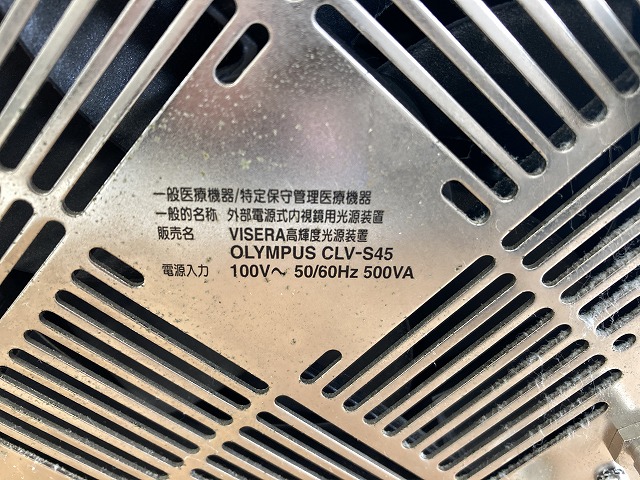 一般医療機器/特定保守管理医療機器
一般的名称 外部電源式内視鏡用光源装置
販売名 VISERA高輝度光源装置
OLYMPUS CLV-S45
電源入力 100V～ 50/60Hz 500VA